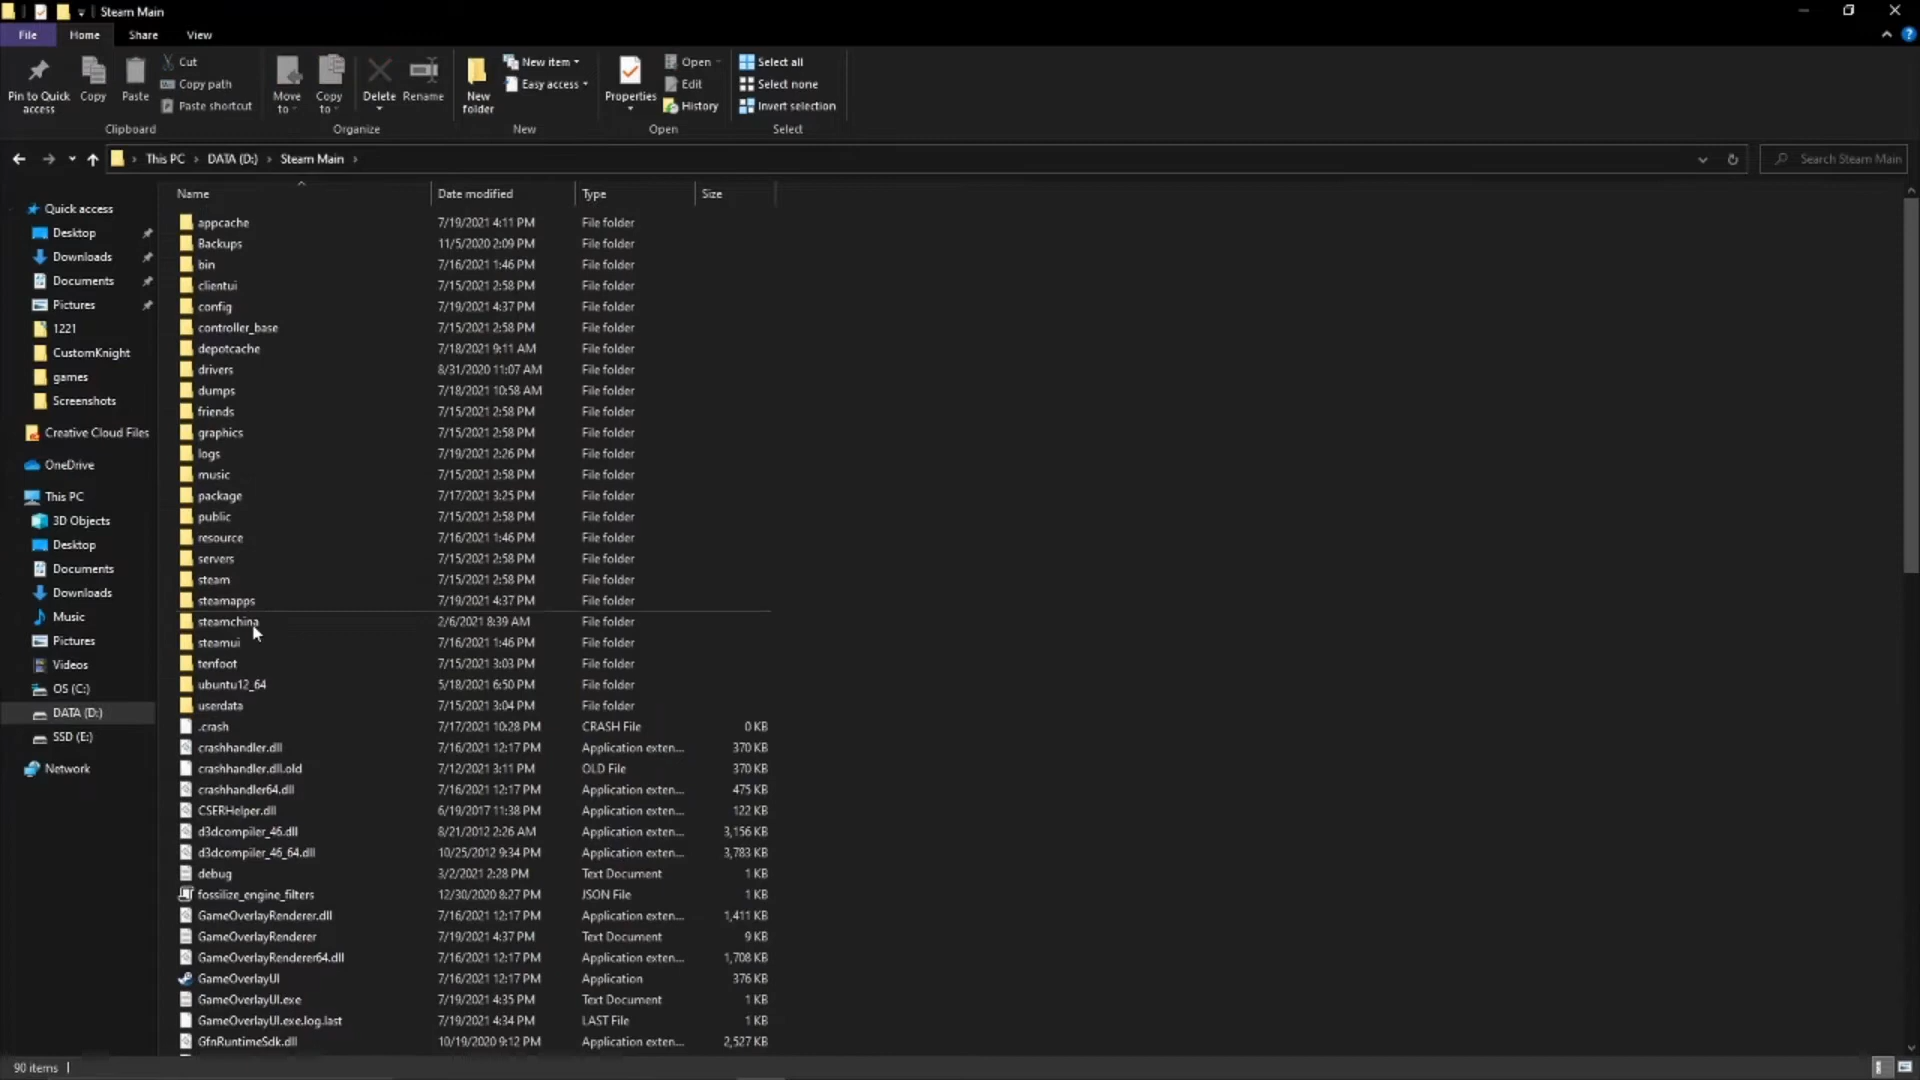 Steam Main
File Home Share View
Pin to Quick access
Copy
Paste
Cut
Copy path
Paste shortcut
Clipboard
Move to
Copy to
Delete
Rename
Organize
New folder
New item
Easy access
New
Properties
Open
Edit
History
Open
Select all
Select none
Invert selection
Select
This PC DATA (D:) Steam Main
Search Steam Main
Quick access
Desktop
Downloads
Documents
Pictures
1221
CustomKnight
games
Screenshots
Creative Cloud Files
OneDrive
This PC
3D Objects
Desktop
Documents
Downloads
Music
Pictures
Videos
OS (C:)
DATA (D:)
SSD (E:)
Network
Name Date modified Type Size
appcache 7/19/2021 4:11 PM File folder
Backups 11/5/2020 2:09 PM File folder
bin 7/16/2021 1:46 PM File folder
clientui 7/15/2021 2:58 PM File folder
config 7/19/2021 4:37 PM File folder
controller_base 7/15/2021 2:58 PM File folder
depotcache 7/18/2021 9:11 AM File folder
drivers 8/31/2020 11:07 AM File folder
dumps 7/18/2021 10:58 AM File folder
friends 7/15/2021 2:58 PM File folder
graphics 7/15/2021 2:58 PM File folder
logs 7/19/2021 2:26 PM File folder
music 7/15/2021 2:58 PM File folder
package 7/17/2021 3:25 PM File folder
public 7/15/2021 2:58 PM File folder
resource 7/16/2021 1:46 PM File folder
servers 7/15/2021 2:58 PM File folder
steam 7/15/2021 2:58 PM File folder
steamapps 7/19/2021 4:37 PM File folder
steamchina 2/6/2021 8:39 AM File folder
steamui 7/16/2021 1:46 PM File folder
tenfoot 7/15/2021 3:03 PM File folder
ubuntu12_64 5/18/2021 6:50 PM File folder
userdata 7/15/2021 3:04 PM File folder
.crash 7/17/2021 10:28 PM CRASH File 0 KB
crashhandler.dll 7/16/2021 12:17 PM Application exten... 370 KB
crashhandler.dll.old 7/12/2021 3:11 PM OLD File 370 KB
crashhandler64.dll 7/16/2021 12:17 PM Application exten... 475 KB
CSERHelper.dll 6/19/2017 11:38 PM Application exten... 122 KB
d3dcompiler_46.dll 8/21/2012 2:26 AM Application exten... 3,156 KB
d3dcompiler_46_64.dll 10/25/2012 9:34 PM Application exten... 3,783 KB
debug 3/2/2021 2:28 PM Text Document 1 KB
fossilize_engine_filters 12/30/2020 8:27 PM JSON File 1 KB
GameOverlayRenderer.dll 7/16/2021 12:17 PM Application exten... 1,411 KB
GameOverlayRenderer 7/19/2021 4:37 PM Text Document 9 KB
GameOverlayRenderer64.dll 7/16/2021 12:17 PM Application exten... 1,708 KB
GameOverlayUI 7/16/2021 12:17 PM Application 376 KB
GameOverlayUI.exe 7/19/2021 4:35 PM Text Document 1 KB
GameOverlayUI.exe.log.last 7/19/2021 4:34 PM LAST File 1 KB
GfnRuntimeSdk.dll 10/19/2020 9:12 PM Application exten... 2,527 KB
90 items